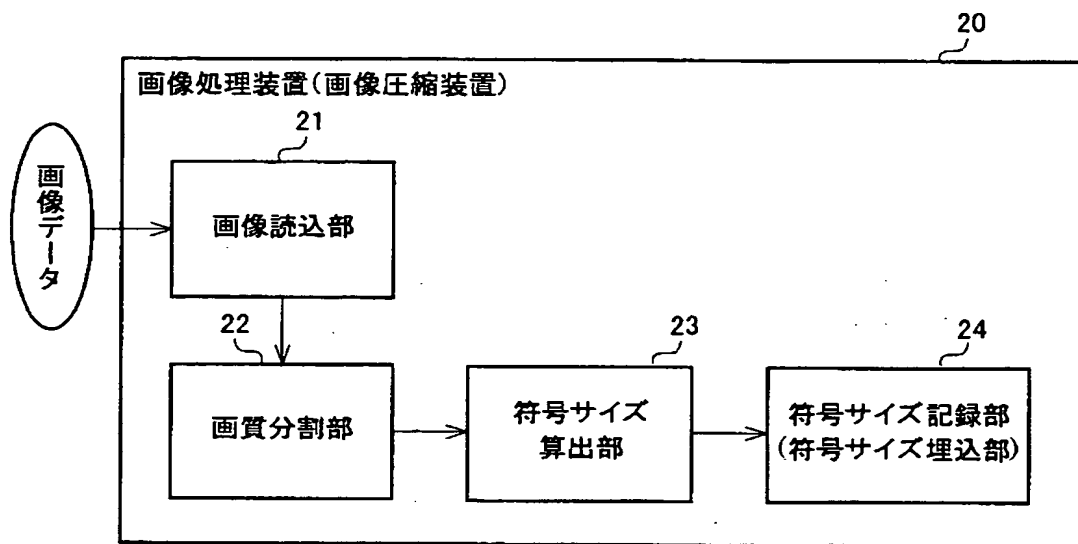 20
画像処理装置(画像圧縮装置)
21
画像データ
画像読込部
22
23
24
画質分割部
符号サイズ
算出部
符号サイズ記録部
(符号サイズ埋込部)